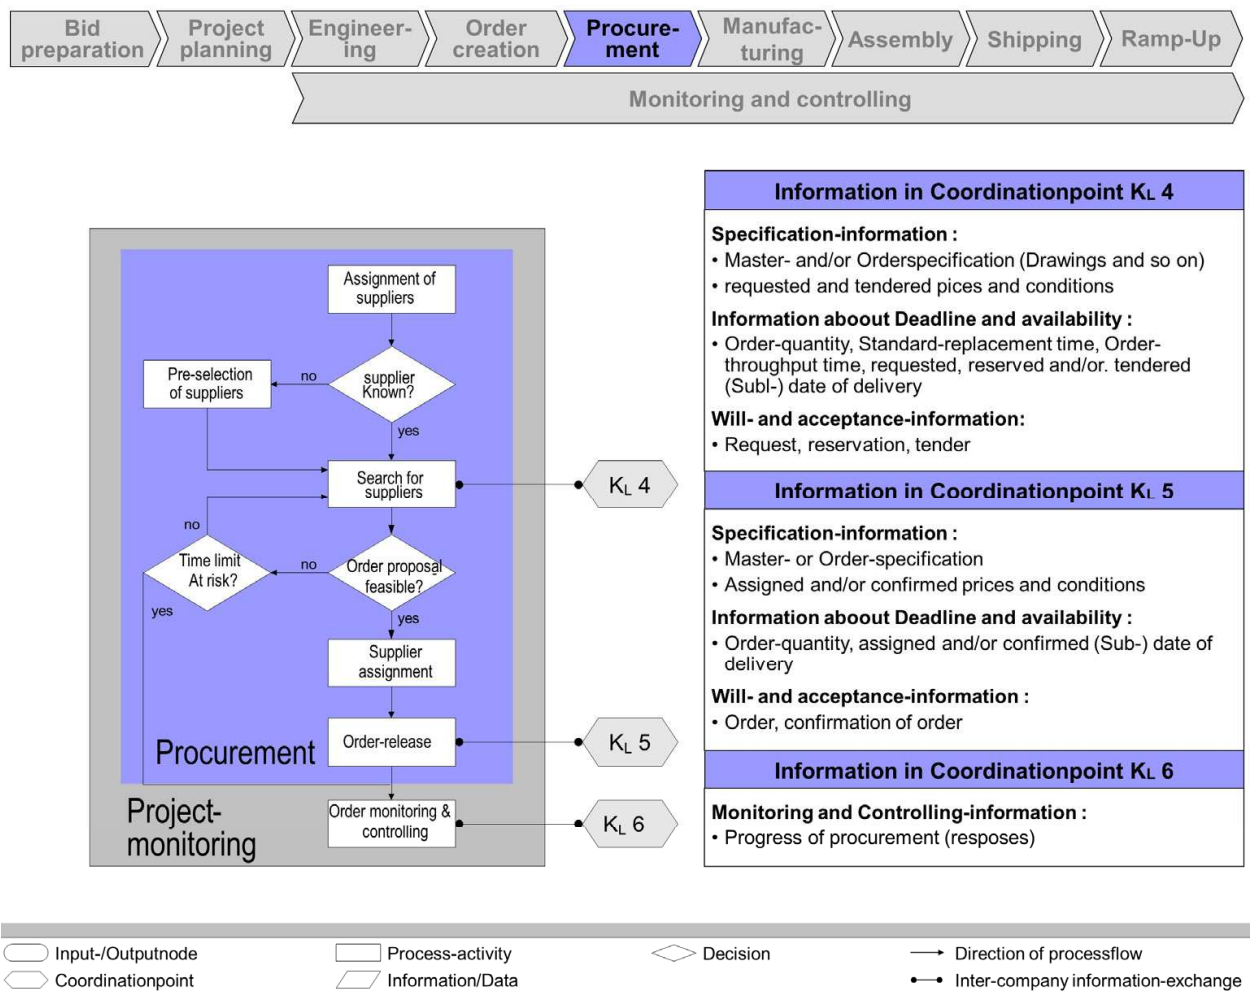 Bid
preparation
Project
planning
Engineer-
ing
Order
creation
Procure-
ment
Manufac-
turing
Assembly
Shipping
Ramp-Up
Monitoring and controlling
Assignment of
suppliers
supplier
Known?
no
yes
Pre-selection
of suppliers
Search for
suppliers
KL 4
no
Time limit
At risk?
yes
no
Order proposal
feasible?
yes
Supplier
assignment
Order-release
KL 5
Procurement
Order monitoring &
controlling
KL 6
Project-
monitoring
Information in Coordinationpoint KL 4
Specification-information :
• Master- and/or Orderspecification (Drawings and so on)
• requested and tendered pices and conditions
Information aboout Deadline and availability :
• Order-quantity, Standard-replacement time, Order-
throughput time, requested, reserved and/or. tendered
(Subl-) date of delivery
Will- and acceptance-information:
• Request, reservation, tender
Information in Coordinationpoint KL 5
Specification-information :
• Master- or Order-specification
• Assigned and/or confirmed prices and conditions
Information aboout Deadline and availability :
• Order-quantity, assigned and/or confirmed (Sub-) date of
delivery
Will- and acceptance-information :
• Order, confirmation of order
Information in Coordinationpoint KL 6
Monitoring and Controlling-information :
• Progress of procurement (resposes)
Input-/Outputnode
Process-activity
Decision
Direction of processflow
Coordinationpoint
Information/Data
Inter-company information-exchange